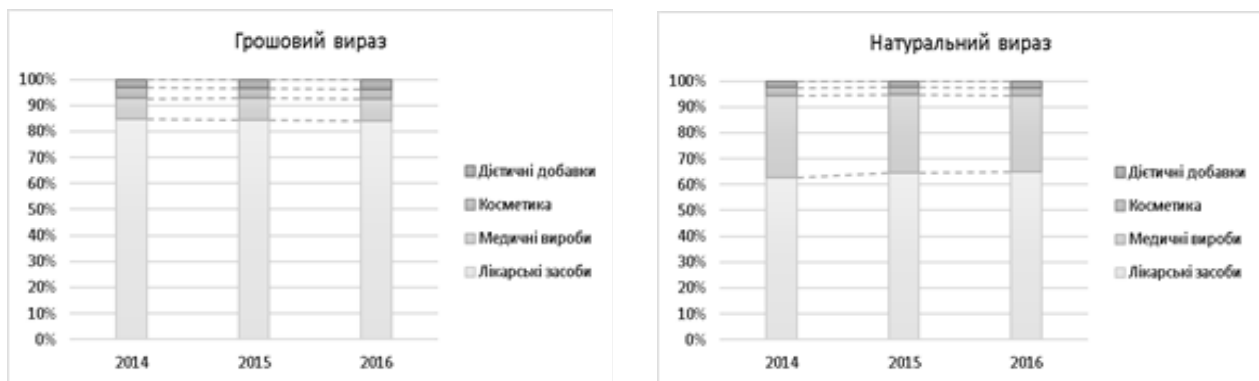 Грошовий вираз
100%
90%
80%
70%
60%
50%
40%
30%
20%
10%
0%
2014 2015 2016
Дієтичні добавки
Косметика
Медичні вироби
Лікарські засоби
Натуральний вираз
100%
90%
80%
70%
60%
50%
40%
30%
20%
10%
0%
2014 2015 2016
Дієтичні добавки
Косметика
Медичні вироби
Лікарські засоби